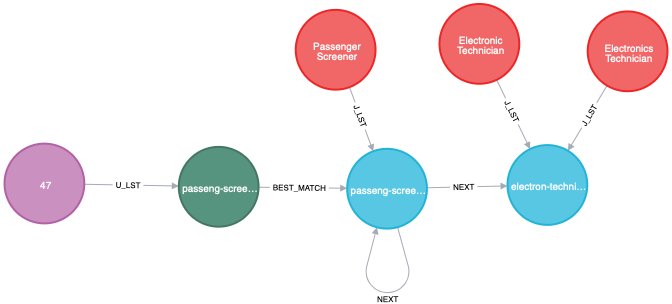 Passenger
Screener
Electronic
Technician
Electronics
Technician
J_LST
J_LST
J_LST
47
U_LST
passeng-scree...
BEST_MATCH
passeng-scree...
NEXT
electron-techni...
NEXT